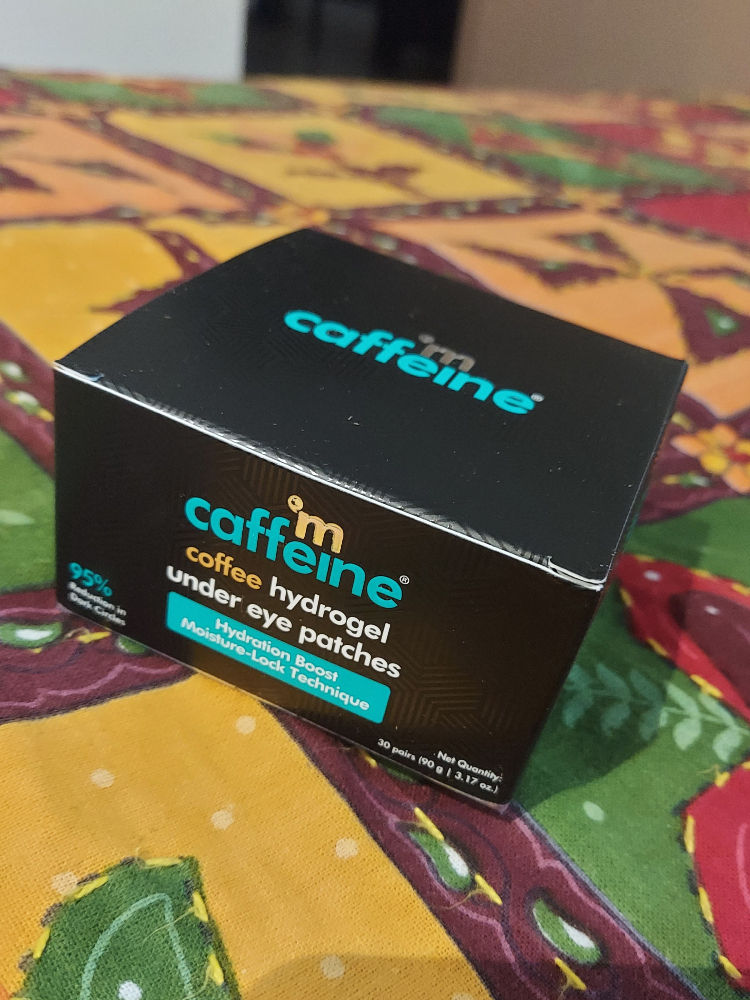 caffeine®
'm
'm
caffeine®
coffee hydrogel
under eye patches
Hydration Boost
Moisture-Lock Technique
95%
Reduction in
Dark Circles
Net Quantity:
30 pairs (90 g | 3.17 oz.)